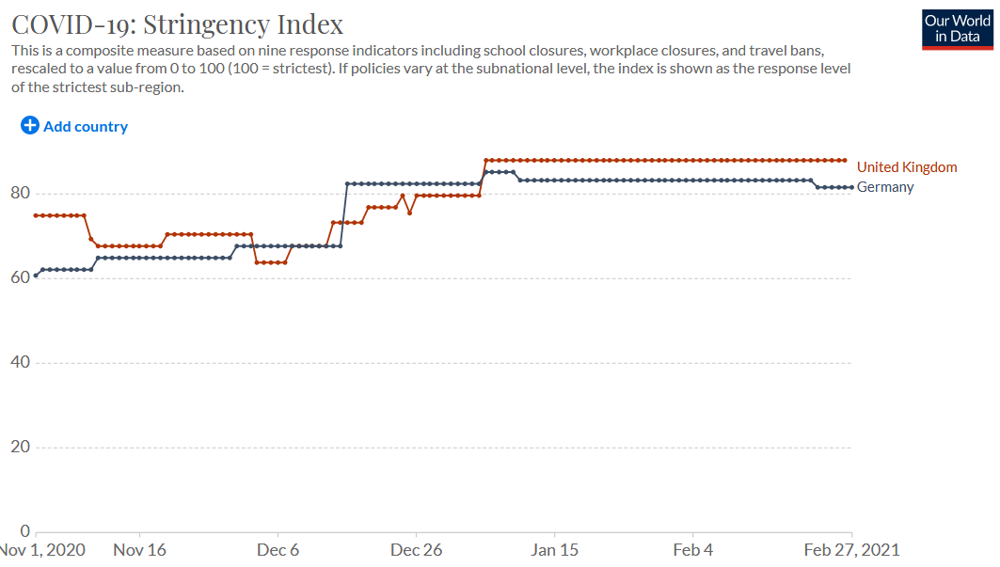 COVID-19: Stringency Index
Our World
in Data
This is a composite measure based on nine response indicators including school closures, workplace closures, and travel bans,
rescaled to a value from 0 to 100 (100 = strictest). If policies vary at the subnational level, the index is shown as the response level
of the strictest sub-region.
Add country
United Kingdom
Germany
80
60
40
20
0
Nov 1, 2020
Nov 16
Dec 6
Dec 26
Jan 15
Feb 4
Feb 27, 2021